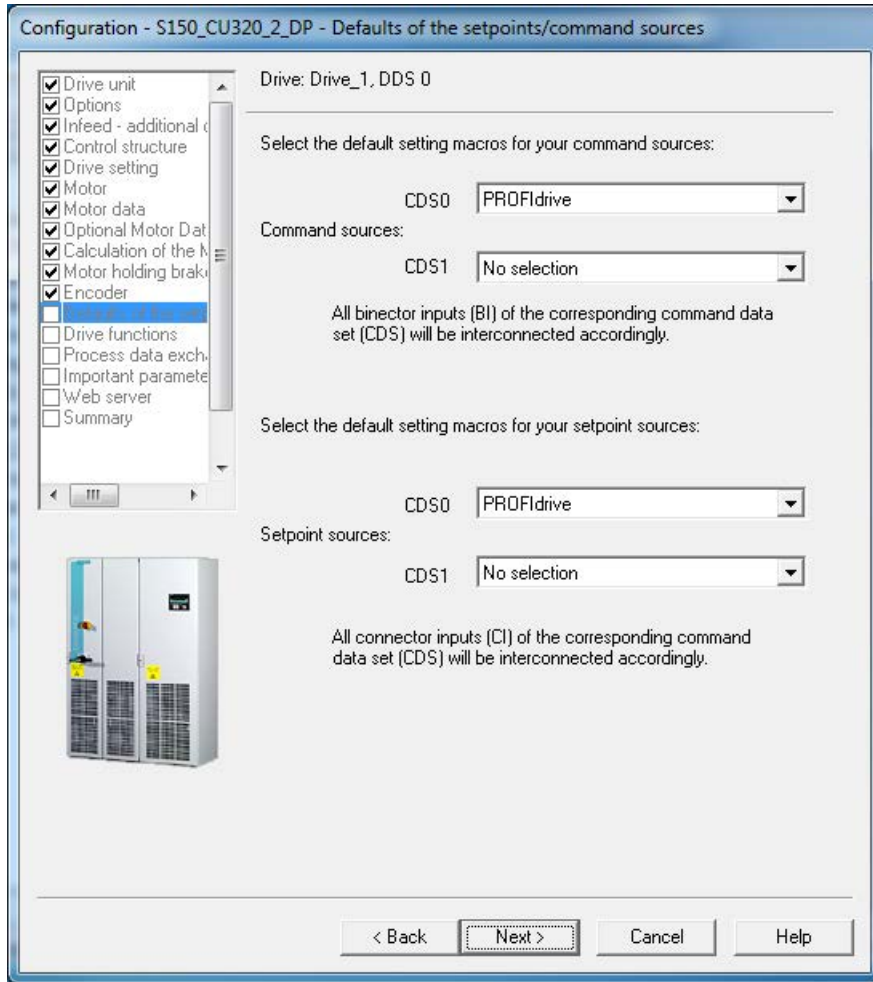 Configuration - S150_CU320_2_DP - Defaults of the setpoints/command sources
Drive unit
Options
Infeed - additional
Control structure
Drive setting
Motor
Motor data
Optional Motor Dat
Calculation of the
Motor holding brak
Encoder
Defaults of the
Drive functions
Process data exch
Important paramete
Web server
Summary
Drive: Drive_1, DDS 0
Select the default setting macros for your command sources:
CDS0 PROFIdrive
Command sources:
CDS1 No selection
All binector inputs (BI) of the corresponding command data
set (CDS) will be interconnected accordingly.
Select the default setting macros for your setpoint sources:
CDS0 PROFIdrive
Setpoint sources:
CDS1 No selection
All connector inputs (CI) of the corresponding command
data set (CDS) will be interconnected accordingly.
< Back Next > Cancel Help